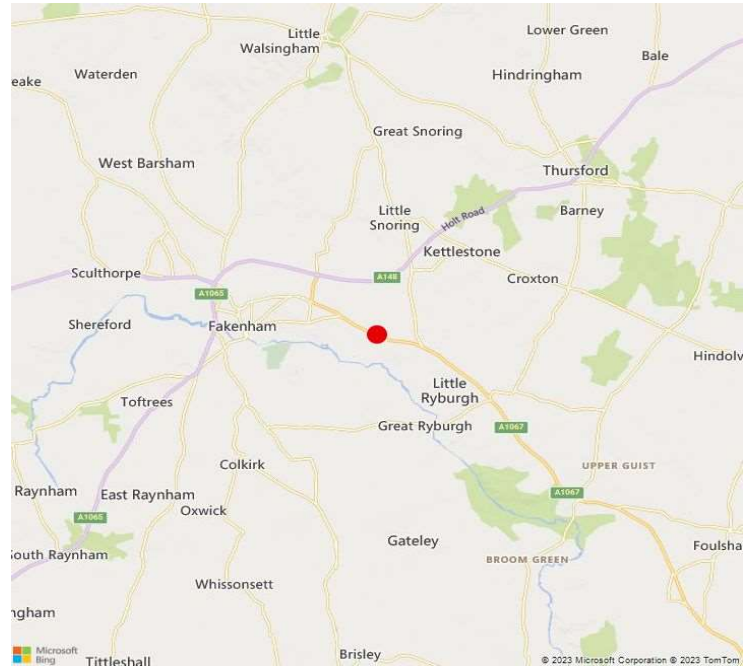 Little
Walsingham
Lower Green
Bale
Waterden
Hindringham
eake
Great Snoring
West Barsham
Thursford
Little
Snoring
Barney
Holt Road
Kettlestone
Sculthorpe
A148
Croxton
A1065
Shereford
Fakenham
Hindolv
Little
Ryburgh
Toftrees
Great Ryburgh
A1067
Colkirk
UPPER GUIST
Raynham
East Raynham
A1067
Oxwick
A1065
Gateley
Foulsha
South Raynham
BROOM GREEN
Whissonsett
ngham
Microsoft
Bing
Tittleshall
Brisley
© 2023 Microsoft Corporation © 2023 TomTom